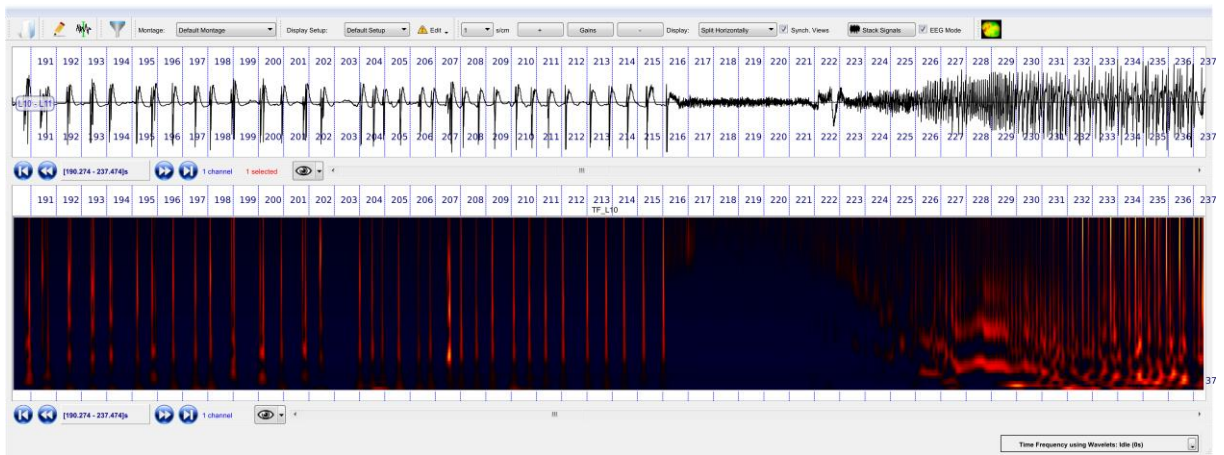 Montage: Default Montage Display Setup: Default Setup Edit 1 s/cm + Gains - Display: Split Horizontally Synch. Views Stack Signals EEG Mode
191 192 193 194 195 196 197 198 199 200 201 202 203 204 205 206 207 208 209 210 211 212 213 214 215 216 217 218 219 220 221 222 223 224 225 226 227 228 229 230 231 232 233 234 235 236 237
L10 - L11
191 192 193 194 195 196 197 198 199 200 201 202 203 204 205 206 207 208 209 210 211 212 213 214 215 216 217 218 219 220 221 222 223 224 225 226 227 228 229 230 231 232 233 234 235 236 237
[190.274 - 237.474]s 1 channel 1 selected
191 192 193 194 195 196 197 198 199 200 201 202 203 204 205 206 207 208 209 210 211 212 213 214 215 216 217 218 219 220 221 222 223 224 225 226 227 228 229 230 231 232 233 234 235 236 237
TF_L10
37
[190.274 - 237.474]s 1 channel
Time Frequency using Wavelets: Idle (0s)